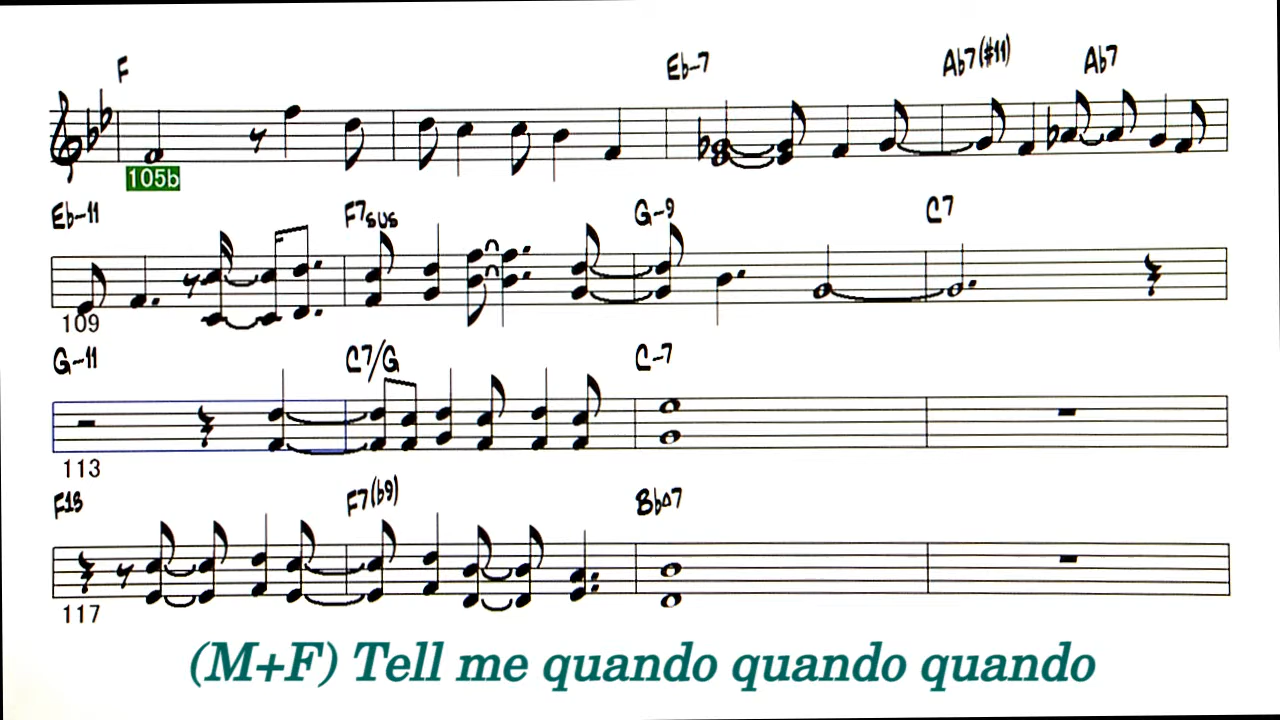 F Eb-7 Ab7(#11) Ab7
105b
Eb-11 F7sus G-9 C7
109
G-11 C7/G C-7
113
F13 F7(b9) BbΔ7
117
(M+F) Tell me quando quando quando